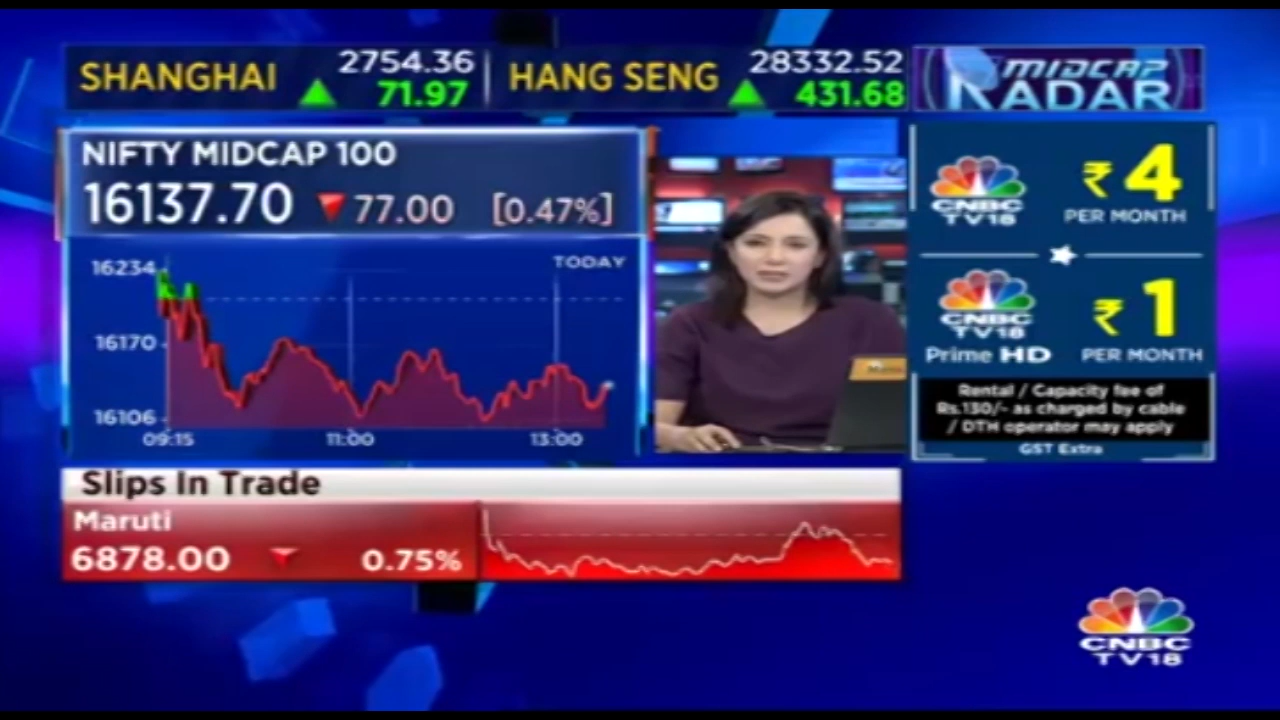 SHANGHAI 2754.36 71.97
HANG SENG 28332.52 431.68
MIDCAP
RADAR
NIFTY MIDCAP 100
16137.70 77.00 [0.47%]
TODAY
16234
16170
16106
09:15 11:00 13:00
CNBC
TV18
₹ 4
PER MONTH
CNBC
TV18
Prime HD
₹ 1
PER MONTH
Rental / Capacity fee of
Rs.130/- as charged by cable
/ DTH operator may apply
GST Extra
Slips In Trade
Maruti
6878.00 0.75%
CNBC
TV18